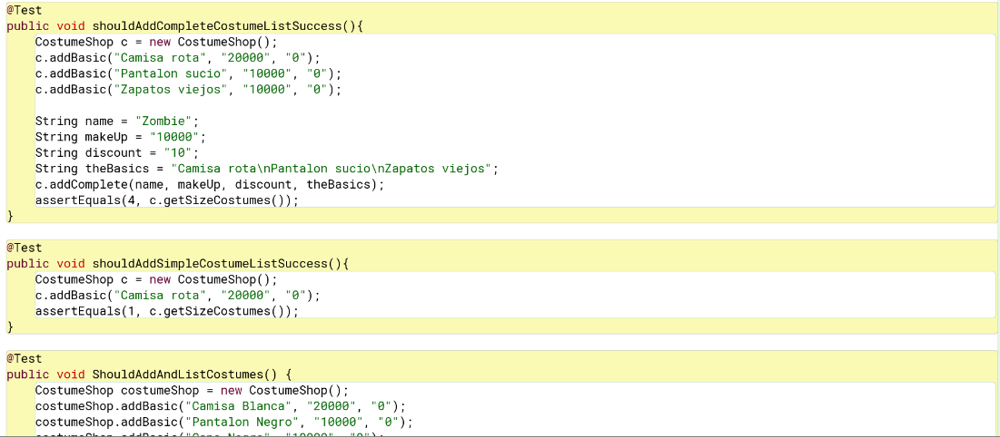 @Test
public void shouldAddCompleteCostumeListSuccess(){
    CostumeShop c = new CostumeShop();
    c.addBasic("Camisa rota", "20000", "0");
    c.addBasic("Pantalon sucio", "10000", "0");
    c.addBasic("Zapatos viejos", "10000", "0");

    String name = "Zombie";
    String makeUp = "10000";
    String discount = "10";
    String theBasics = "Camisa rota\nPantalon sucio\nZapatos viejos";
    c.addComplete(name, makeUp, discount, theBasics);
    assertEquals(4, c.getSizeCostumes());
}

@Test
public void shouldAddSimpleCostumeListSuccess(){
    CostumeShop c = new CostumeShop();
    c.addBasic("Camisa rota", "20000", "0");
    assertEquals(1, c.getSizeCostumes());
}

@Test
public void ShouldAddAndListCostumes() {
    CostumeShop costumeShop = new CostumeShop();
    costumeShop.addBasic("Camisa Blanca", "20000", "0");
    costumeShop.addBasic("Pantalon Negro", "10000", "0");